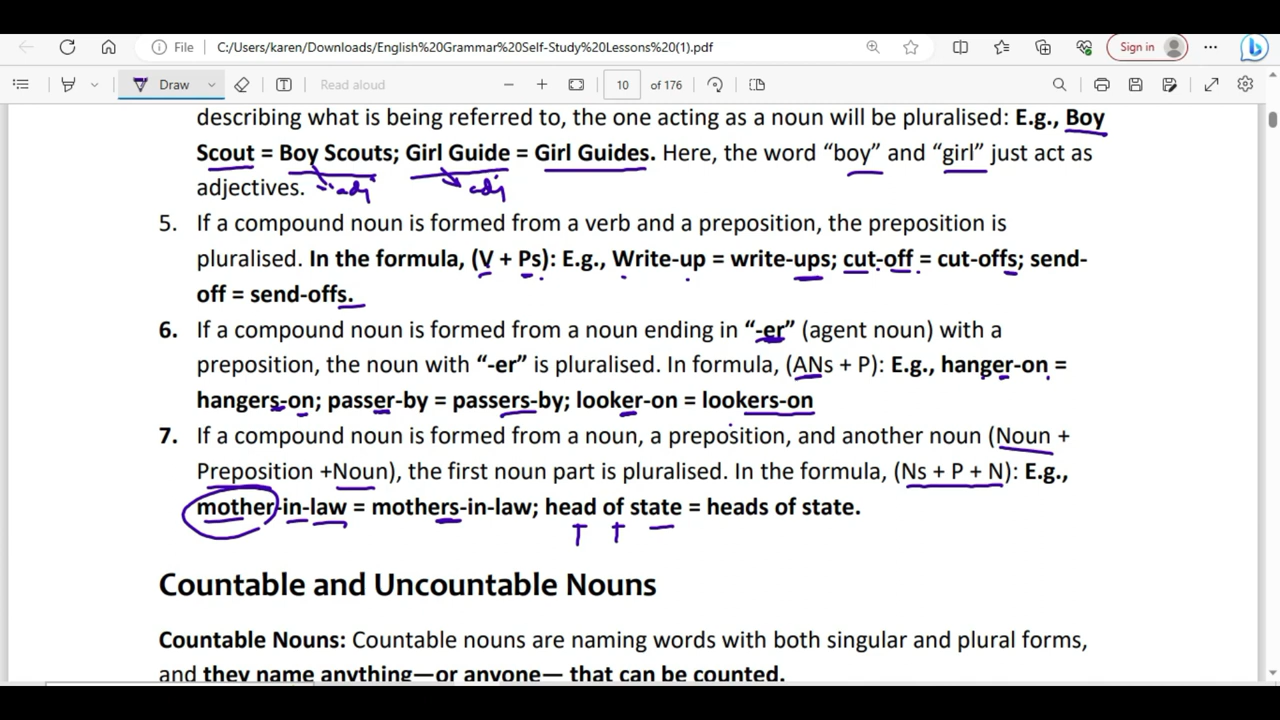 File C:/Users/karen/Downloads/English%20Grammar%20Self-Study%20Lessons%20(1).pdf Sign in
Draw Read aloud 10 of 176
describing what is being referred to, the one acting as a noun will be pluralised: E.g., Boy
Scout = Boy Scouts; Girl Guide = Girl Guides. Here, the word “boy” and “girl” just act as
adjectives. adj adj
5. If a compound noun is formed from a verb and a preposition, the preposition is
pluralised. In the formula, (V + Ps): E.g., Write-up = write-ups; cut-off = cut-offs; send-
off = send-offs.
6. If a compound noun is formed from a noun ending in “-er” (agent noun) with a
preposition, the noun with “-er” is pluralised. In formula, (ANs + P): E.g., hanger-on =
hangers-on; passer-by = passers-by; looker-on = lookers-on
7. If a compound noun is formed from a noun, a preposition, and another noun (Noun +
Preposition +Noun), the first noun part is pluralised. In the formula, (Ns + P + N): E.g.,
mother-in-law = mothers-in-law; head of state = heads of state.
Countable and Uncountable Nouns
Countable Nouns: Countable nouns are naming words with both singular and plural forms,
and they name anything—or anyone— that can be counted.